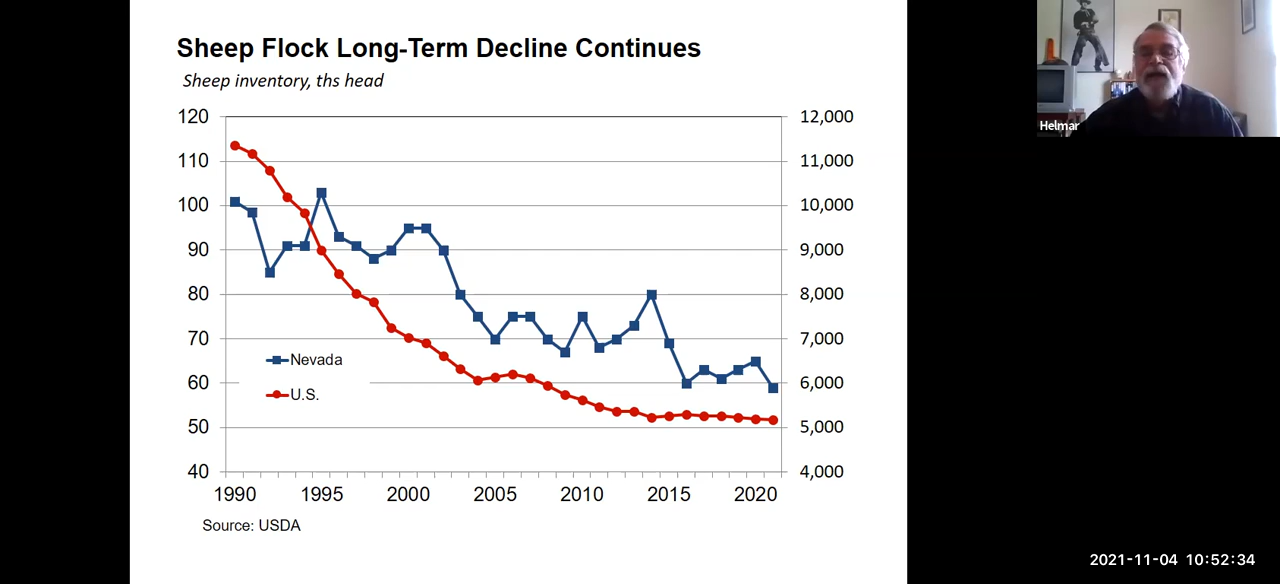 Sheep Flock Long-Term Decline Continues
Sheep inventory, ths head
120
110
100
90
80
70
60
50
40
12,000
11,000
10,000
9,000
8,000
7,000
6,000
5,000
4,000
Nevada
U.S.
1990 1995 2000 2005 2010 2015 2020
Source: USDA
Helmar
2021-11-04 10:52:34